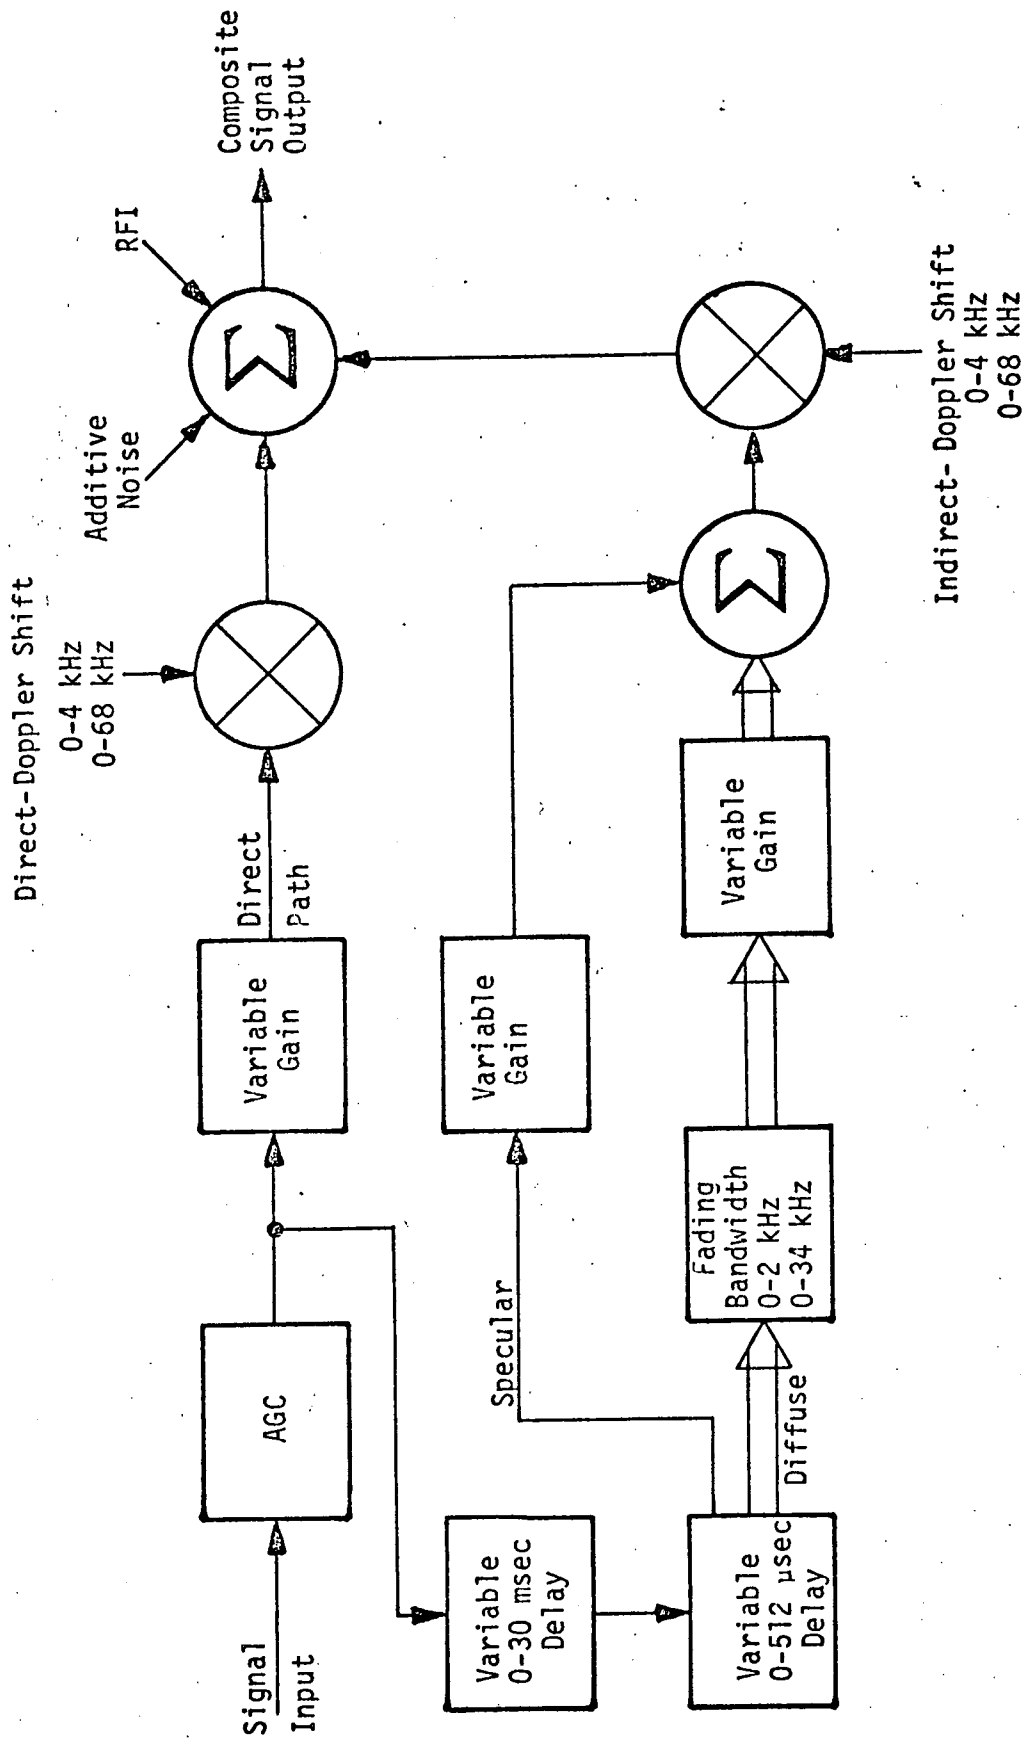 Direct-Doppler Shift
0-4 kHz
0-68 kHz
Additive
Noise
RFI
Signal
Input
AGC
Variable
Gain
Direct
Path
Σ
Composite
Signal
Output
Variable
0-30 msec
Delay
Specular
Variable
Gain
Variable
0-512 μsec
Delay
Diffuse
Fading
Bandwidth
0-2 kHz
0-34 kHz
Variable
Gain
Σ
Indirect-Doppler Shift
0-4 kHz
0-68 kHz